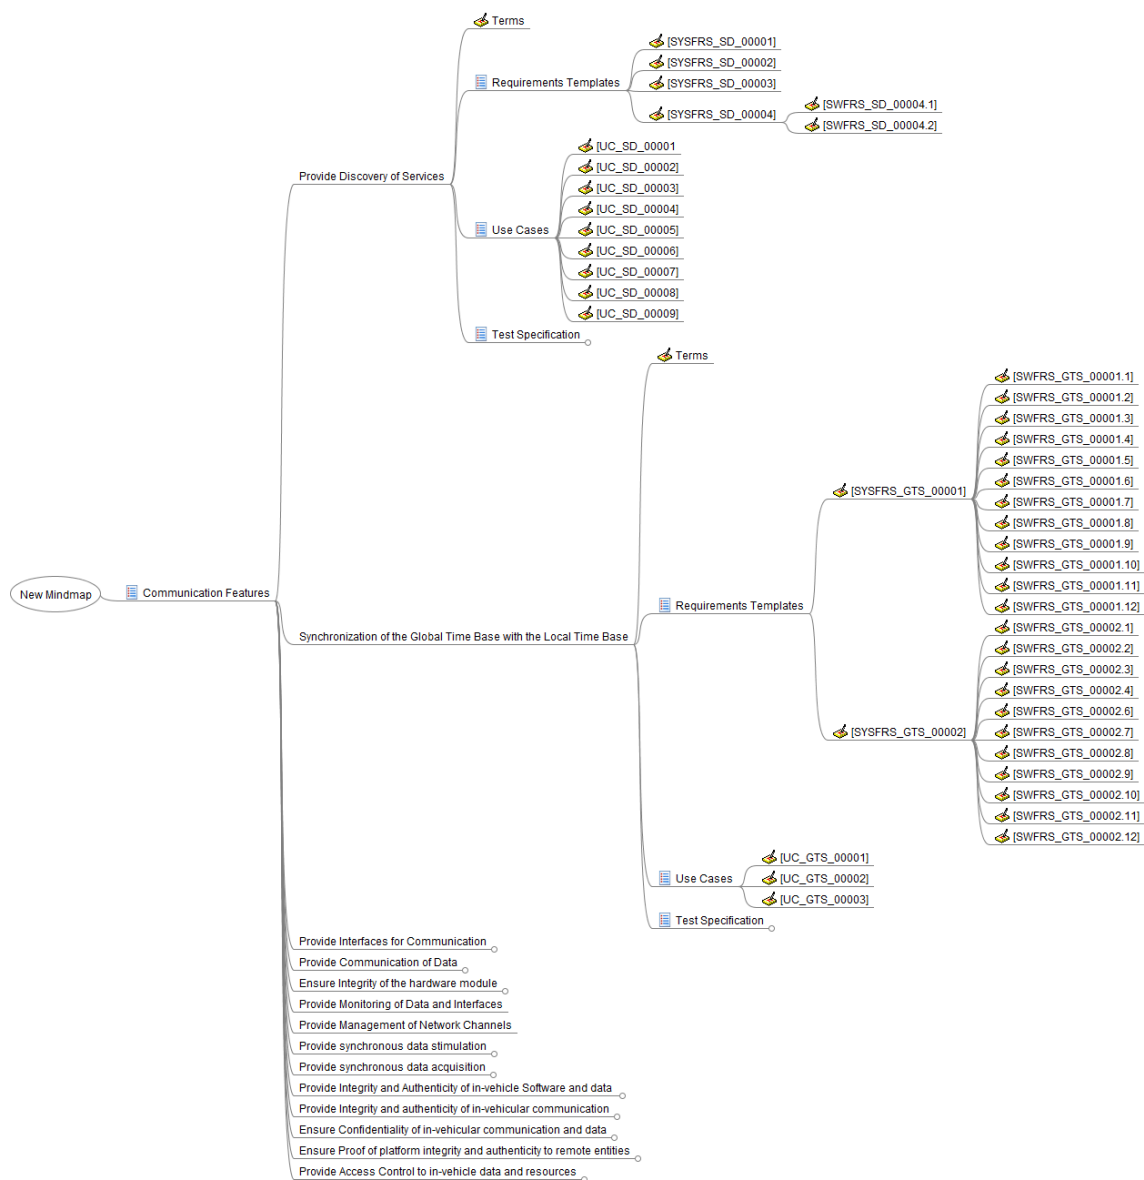 Terms
[SYSFRS_SD_00001]
[SYSFRS_SD_00002]
Requirements Templates
[SYSFRS_SD_00003]
[SYSFRS_SD_00004]
[SWFRS_SD_00004.1]
[SWFRS_SD_00004.2]
[UC_SD_00001
[UC_SD_00002]
Provide Discovery of Services
[UC_SD_00003]
[UC_SD_00004]
Use Cases
[UC_SD_00005]
[UC_SD_00006]
[UC_SD_00007]
[UC_SD_00008]
[UC_SD_00009]
Test Specification
Terms
[SWFRS_GTS_00001.1]
[SWFRS_GTS_00001.2]
[SWFRS_GTS_00001.3]
[SWFRS_GTS_00001.4]
[SWFRS_GTS_00001.5]
[SWFRS_GTS_00001.6]
[SYSFRS_GTS_00001]
[SWFRS_GTS_00001.7]
[SWFRS_GTS_00001.8]
[SWFRS_GTS_00001.9]
[SWFRS_GTS_00001.10]
[SWFRS_GTS_00001.11]
[SWFRS_GTS_00001.12]
New Mindmap
Communication Features
Requirements Templates
Synchronization of the Global Time Base with the Local Time Base
[SWFRS_GTS_00002.1]
[SWFRS_GTS_00002.2]
[SWFRS_GTS_00002.3]
[SWFRS_GTS_00002.4]
[SWFRS_GTS_00002.6]
[SYSFRS_GTS_00002]
[SWFRS_GTS_00002.7]
[SWFRS_GTS_00002.8]
[SWFRS_GTS_00002.9]
[SWFRS_GTS_00002.10]
[SWFRS_GTS_00002.11]
[SWFRS_GTS_00002.12]
[UC_GTS_00001]
Use Cases
[UC_GTS_00002]
[UC_GTS_00003]
Test Specification
Provide Interfaces for Communication
Provide Communication of Data
Ensure Integrity of the hardware module
Provide Monitoring of Data and Interfaces
Provide Management of Network Channels
Provide synchronous data stimulation
Provide synchronous data acquisition
Provide Integrity and Authenticity of in-vehicle Software and data
Provide Integrity and authenticity of in-vehicular communication
Ensure Confidentiality of in-vehicular communication and data
Ensure Proof of platform integrity and authenticity to remote entities
Provide Access Control to in-vehicle data and resources